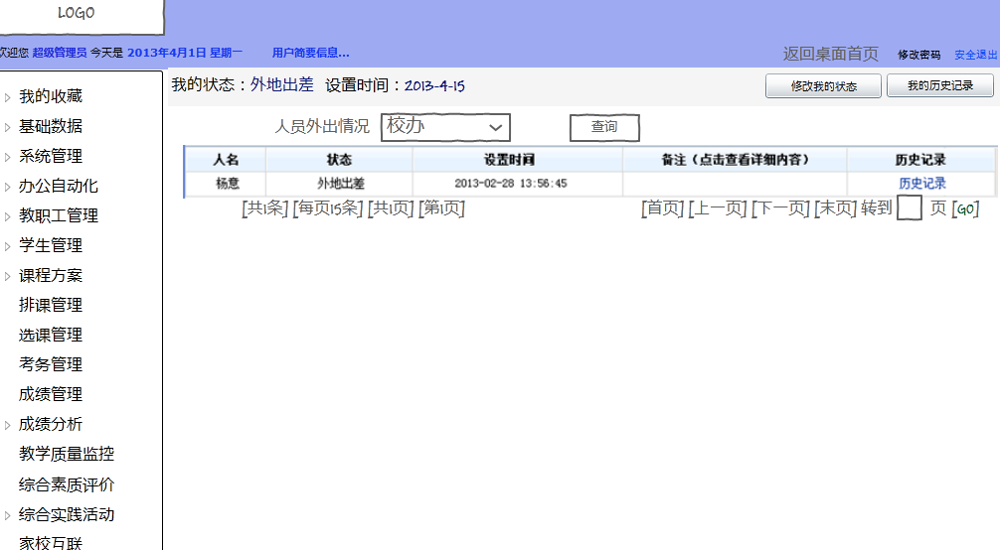 LOGO
欢迎您 超级管理员 今天是 2013年4月1日 星期一 用户简要信息... 返回桌面首页 修改密码 安全退出
我的状态：外地出差 设置时间：2013-4-15 修改我的状态 我的历史记录
人员外出情况 校办 查询
人名 状态 设置时间 备注（点击查看详细内容） 历史记录
杨意 外地出差 2013-02-28 13:56:45 历史记录
[共1条] [每页15条] [共1页] [第1页] [首页] [上一页] [下一页] [末页] 转到 页 [GO]
我的收藏
基础数据
系统管理
办公自动化
教职工管理
学生管理
课程方案
排课管理
选课管理
考务管理
成绩管理
成绩分析
教学质量监控
综合素质评价
综合实践活动
家校互联